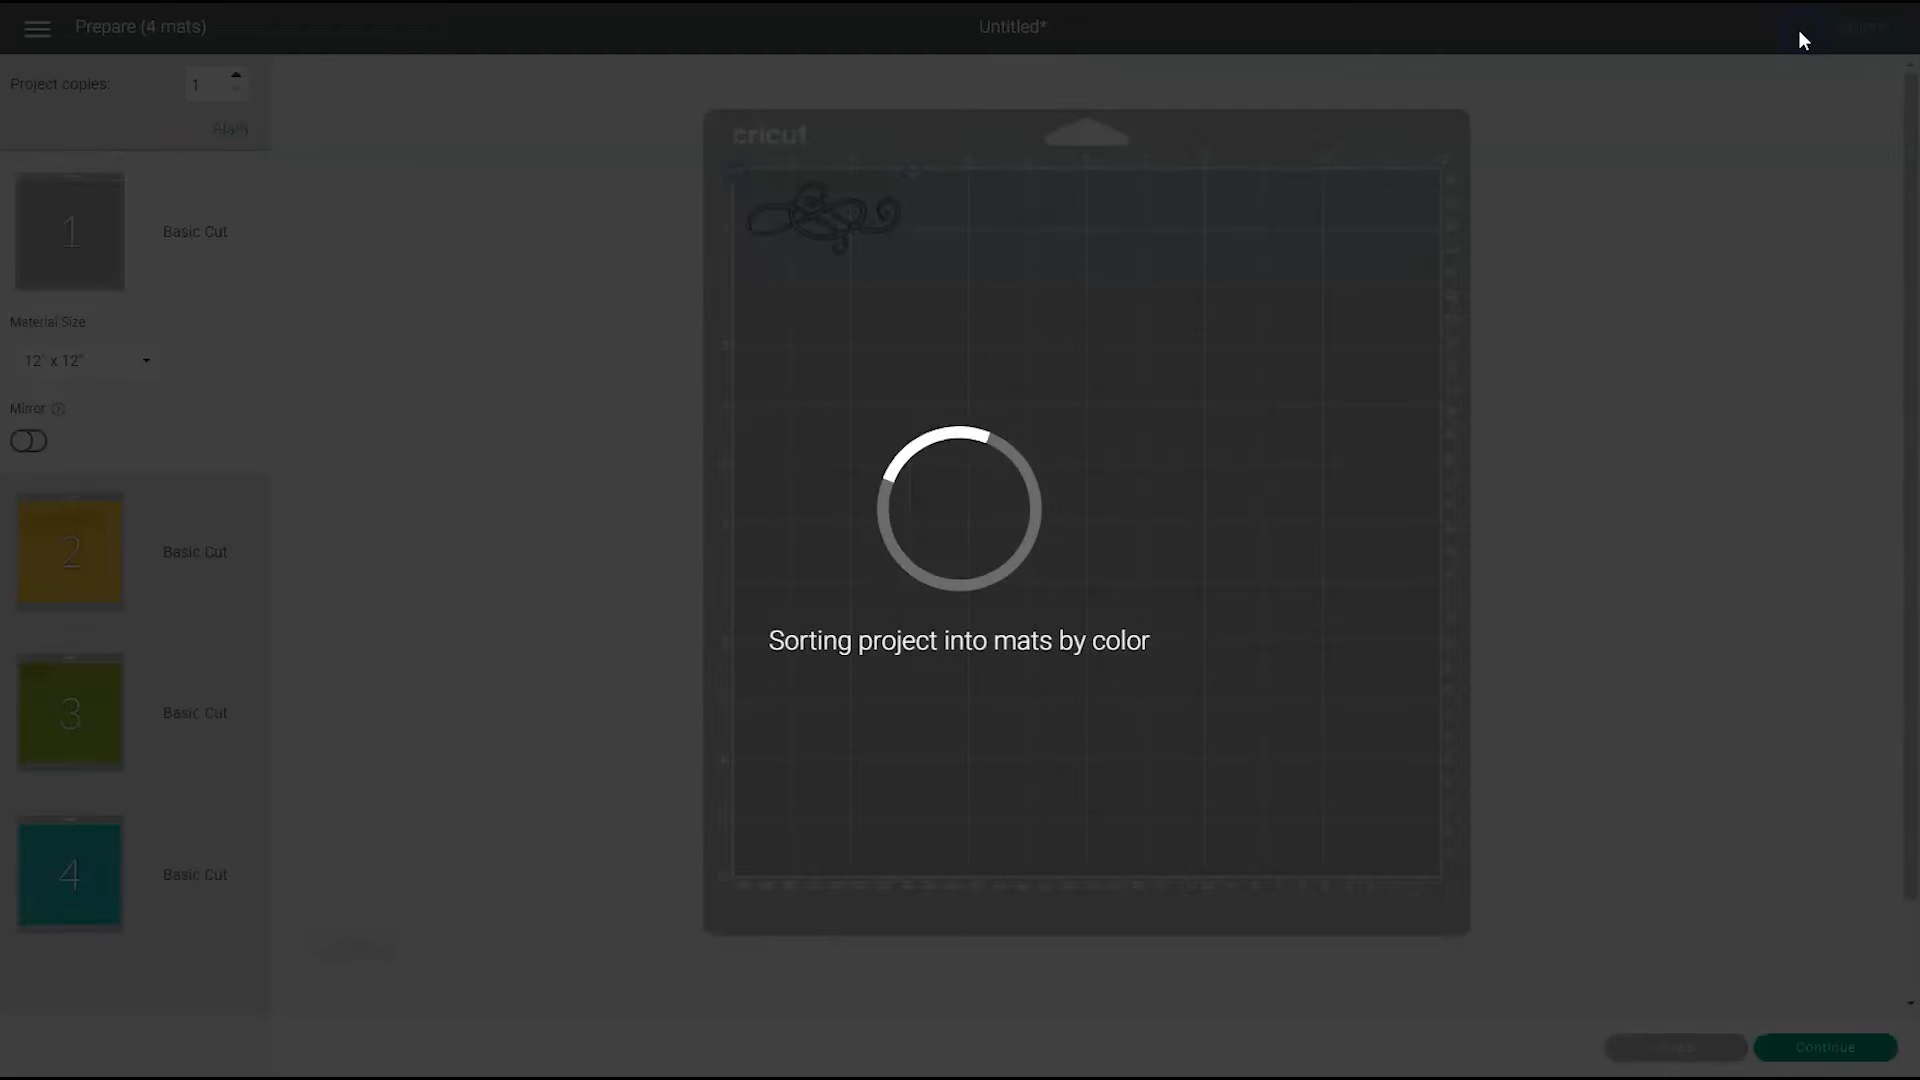 Prepare (4 mats)
Untitled*
Project copies:
1
Apply
1
Basic Cut
Material Size
12" x 12"
Mirror
2
Basic Cut
3
Basic Cut
4
Basic Cut
cricut
Sorting project into mats by color
Continue